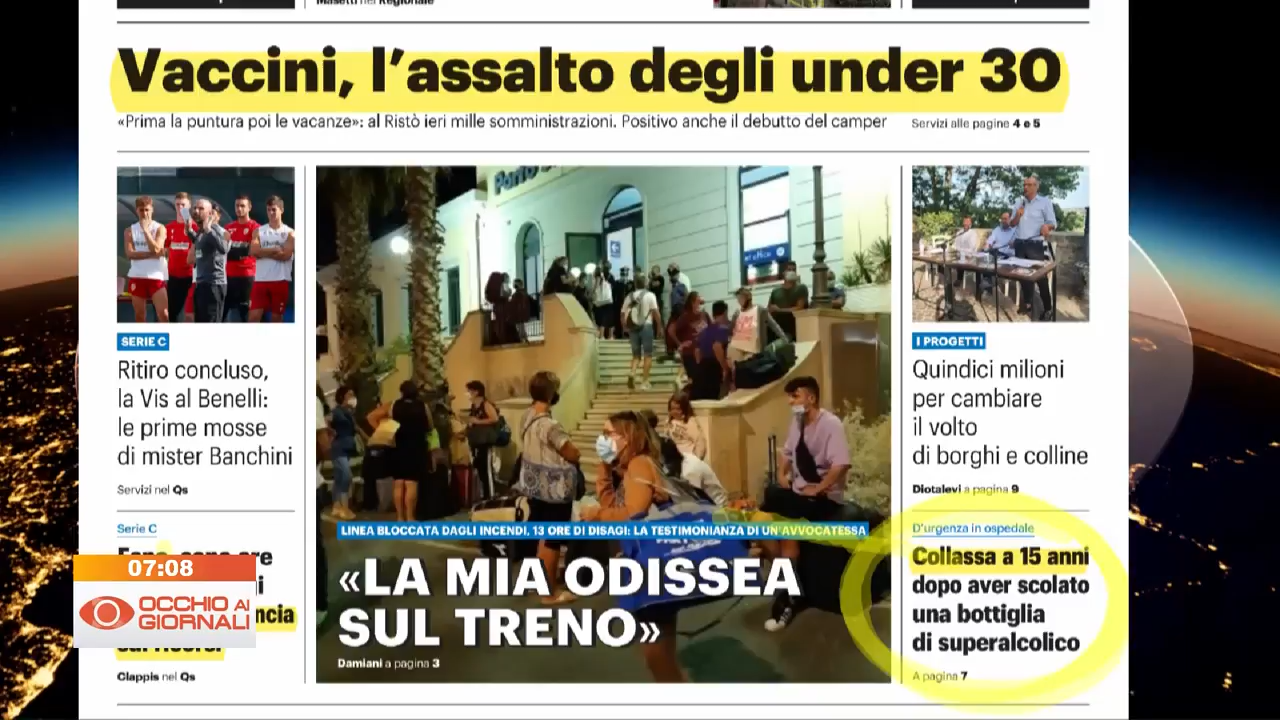 Masetti nel Regionale
Vaccini, l'assalto degli under 30
«Prima la puntura poi le vacanze»: al Ristò ieri mille somministrazioni. Positivo anche il debutto del camper
Servizi alle pagine 4 e 5
SERIE C
Ritiro concluso,
la Vis al Benelli:
le prime mosse
di mister Banchini
Servizi nel Qs
Serie C
ore
ncia
sui ricorsi
Clappis nel Qs
07:08
OCCHIO AI
GIORNALI
Porto
LINEA BLOCCATA DAGLI INCENDI, 13 ORE DI DISAGI: LA TESTIMONIANZA DI UN'AVVOCATESSA
«LA MIA ODISSEA
SUL TRENO»
Damiani a pagina 3
I PROGETTI
Quindici milioni
per cambiare
il volto
di borghi e colline
Diotalevi a pagina 9
D'urgenza in ospedale
Collassa a 15 anni
dopo aver scolato
una bottiglia
di superalcolico
A pagina 7